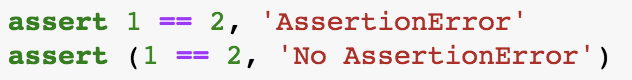 assert 1 == 2, 'AssertionError'
assert (1 == 2, 'No AssertionError')